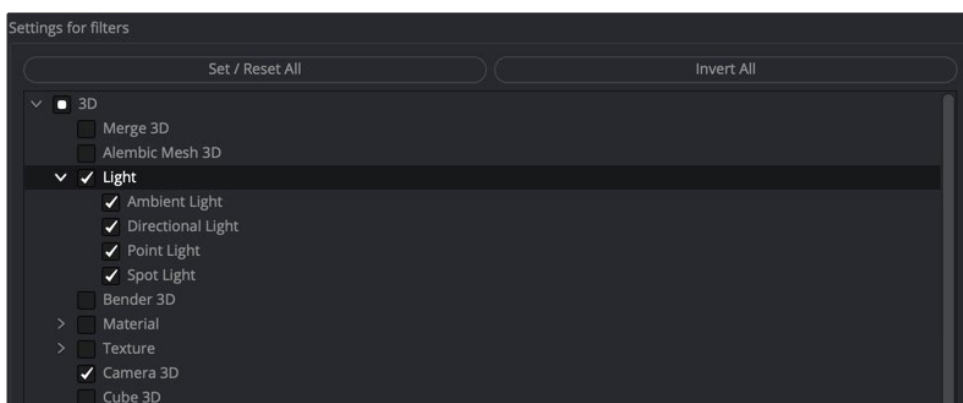 Settings for filters
Set / Reset All Invert All
3D
Merge 3D
Alembic Mesh 3D
Light
Ambient Light
Directional Light
Point Light
Spot Light
Bender 3D
Material
Texture
Camera 3D
Cube 3D